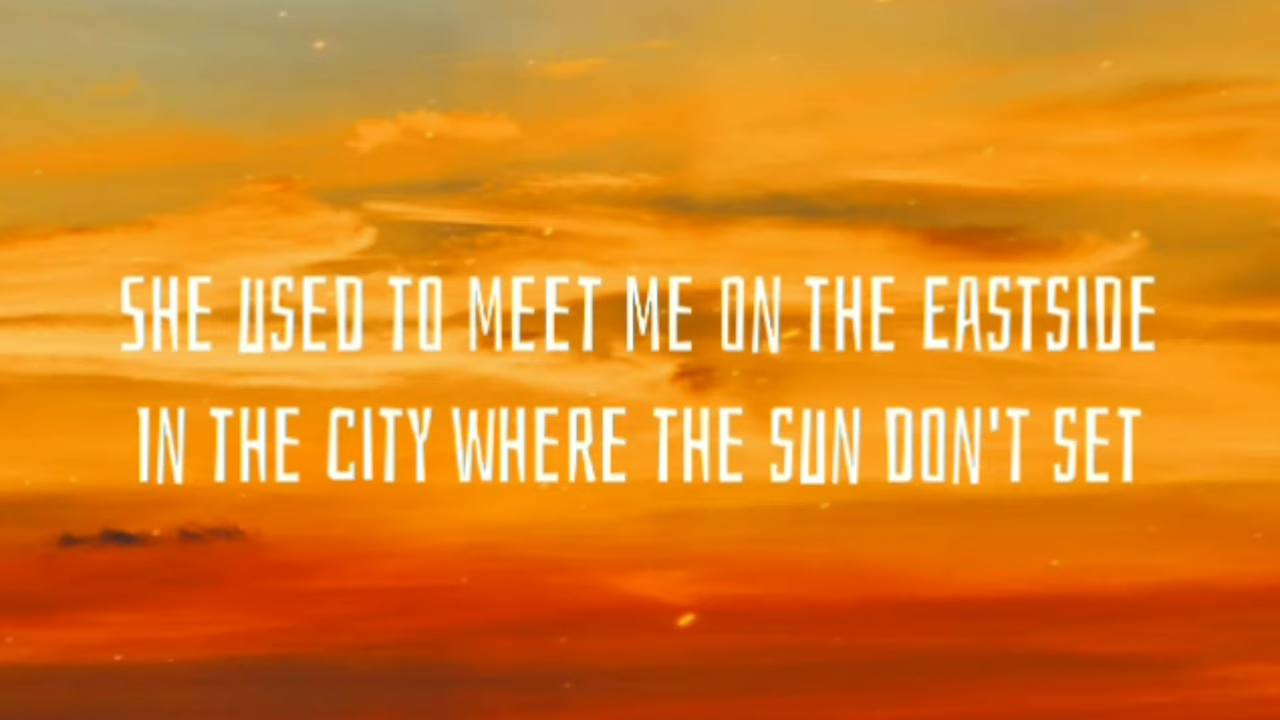 SHE USED TO MEET ME ON THE EASTSIDE
IN THE CITY WHERE THE SUN DON'T SET